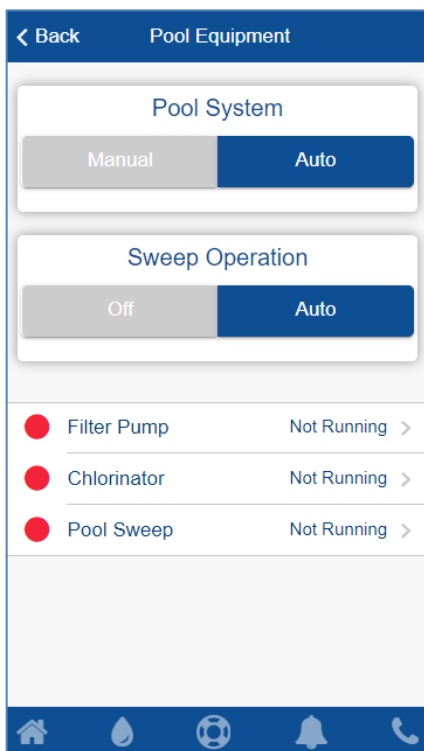 Back Pool Equipment
Pool System
Manual Auto
Sweep Operation
Off Auto
Filter Pump Not Running
Chlorinator Not Running
Pool Sweep Not Running